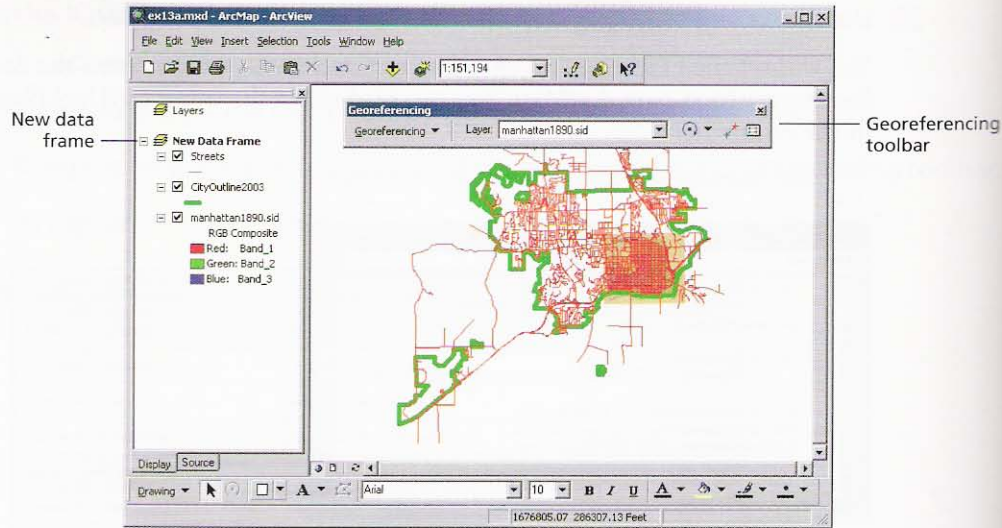 ex13a.mxd - ArcMap - ArcView
File Edit View Insert Selection Tools Window Help
1:151,194
Layers
New Data Frame
Streets
CityOutline2003
manhattan1890.sid
RGB Composite
Red: Band_1
Green: Band_2
Blue: Band_3
New data
frame
Georeferencing
Georeferencing Layer: manhattan1890.sid
Georeferencing
toolbar
Display Source
Drawing A Arial 10 B I U A
1676805.07 286307.13 Feet